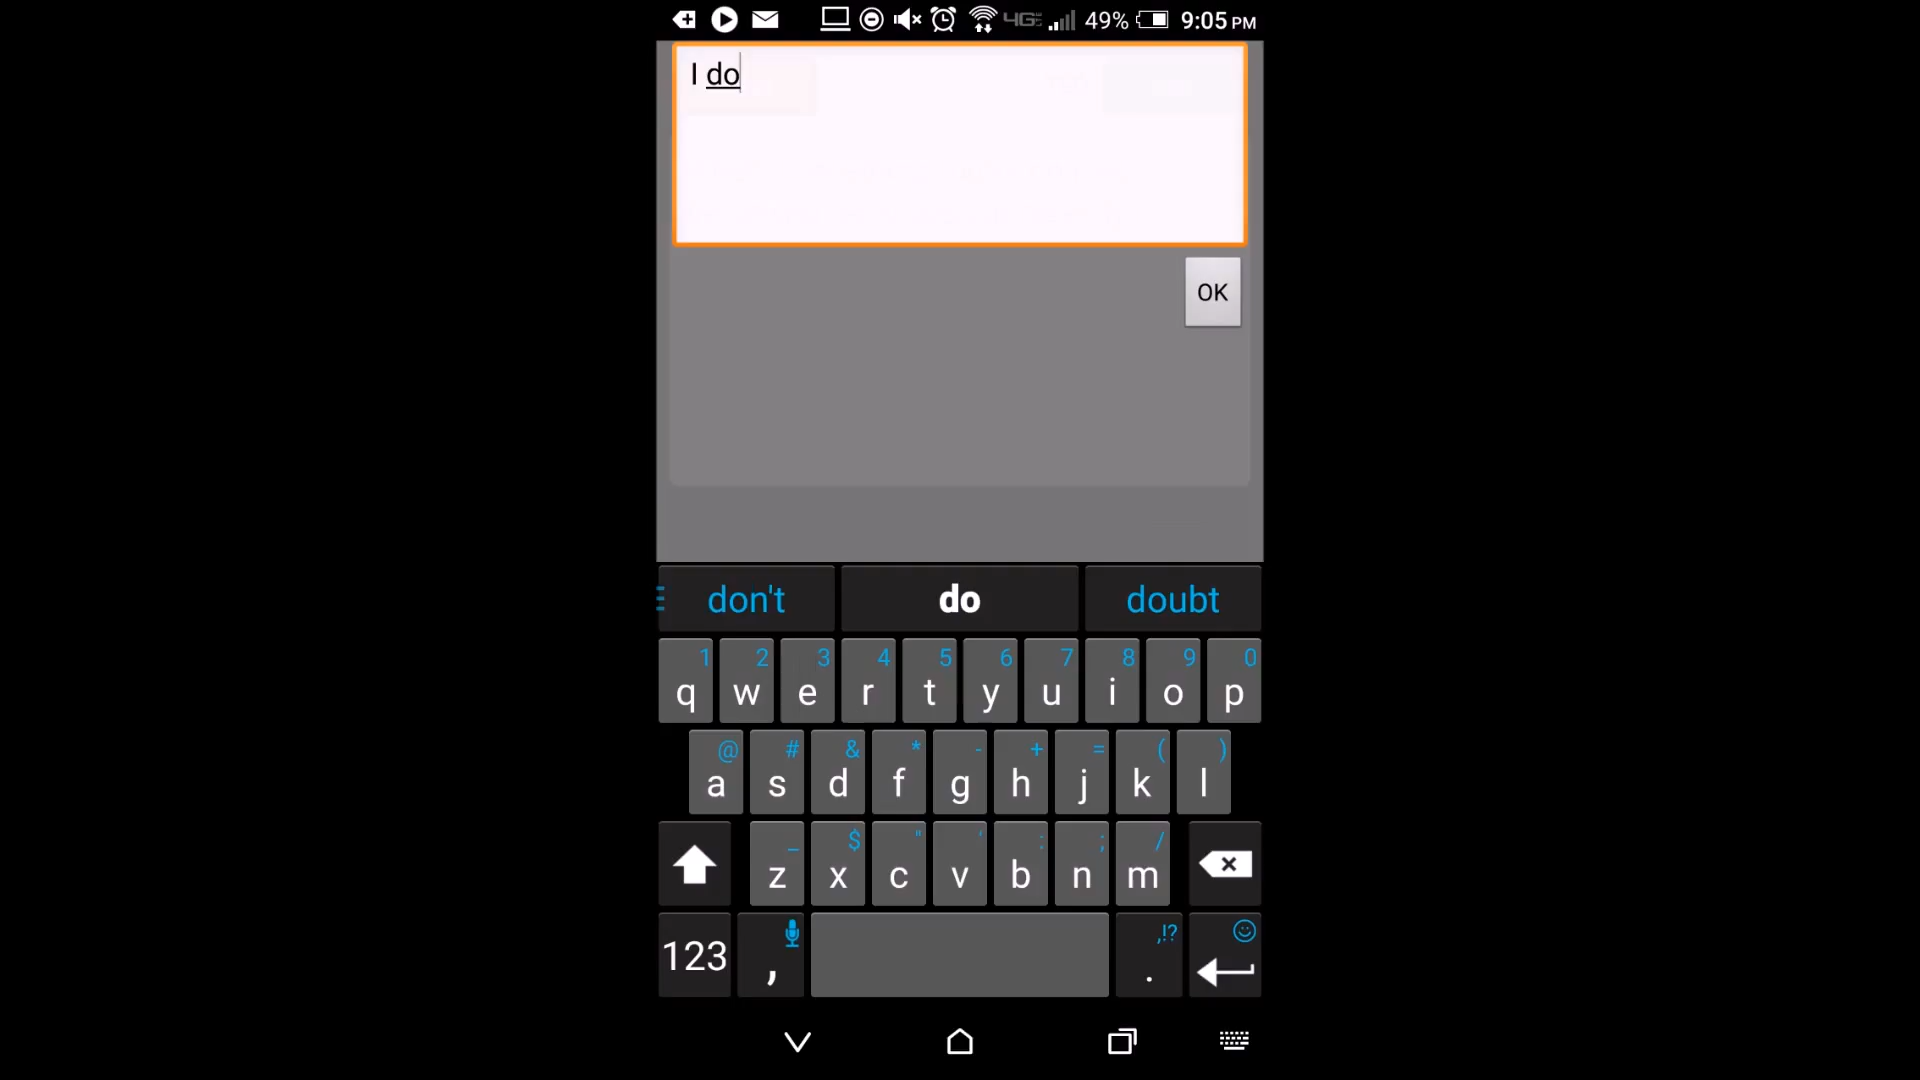 4G 49% 9:05 PM
I do
OK
don't do doubt
1 2 3 4 5 6 7 8 9 0
q w e r t y u i o p
@ # & * - + = ( )
a s d f g h j k l
_ $ " ' : ; /
z x c v b n m
,!?
123 , .